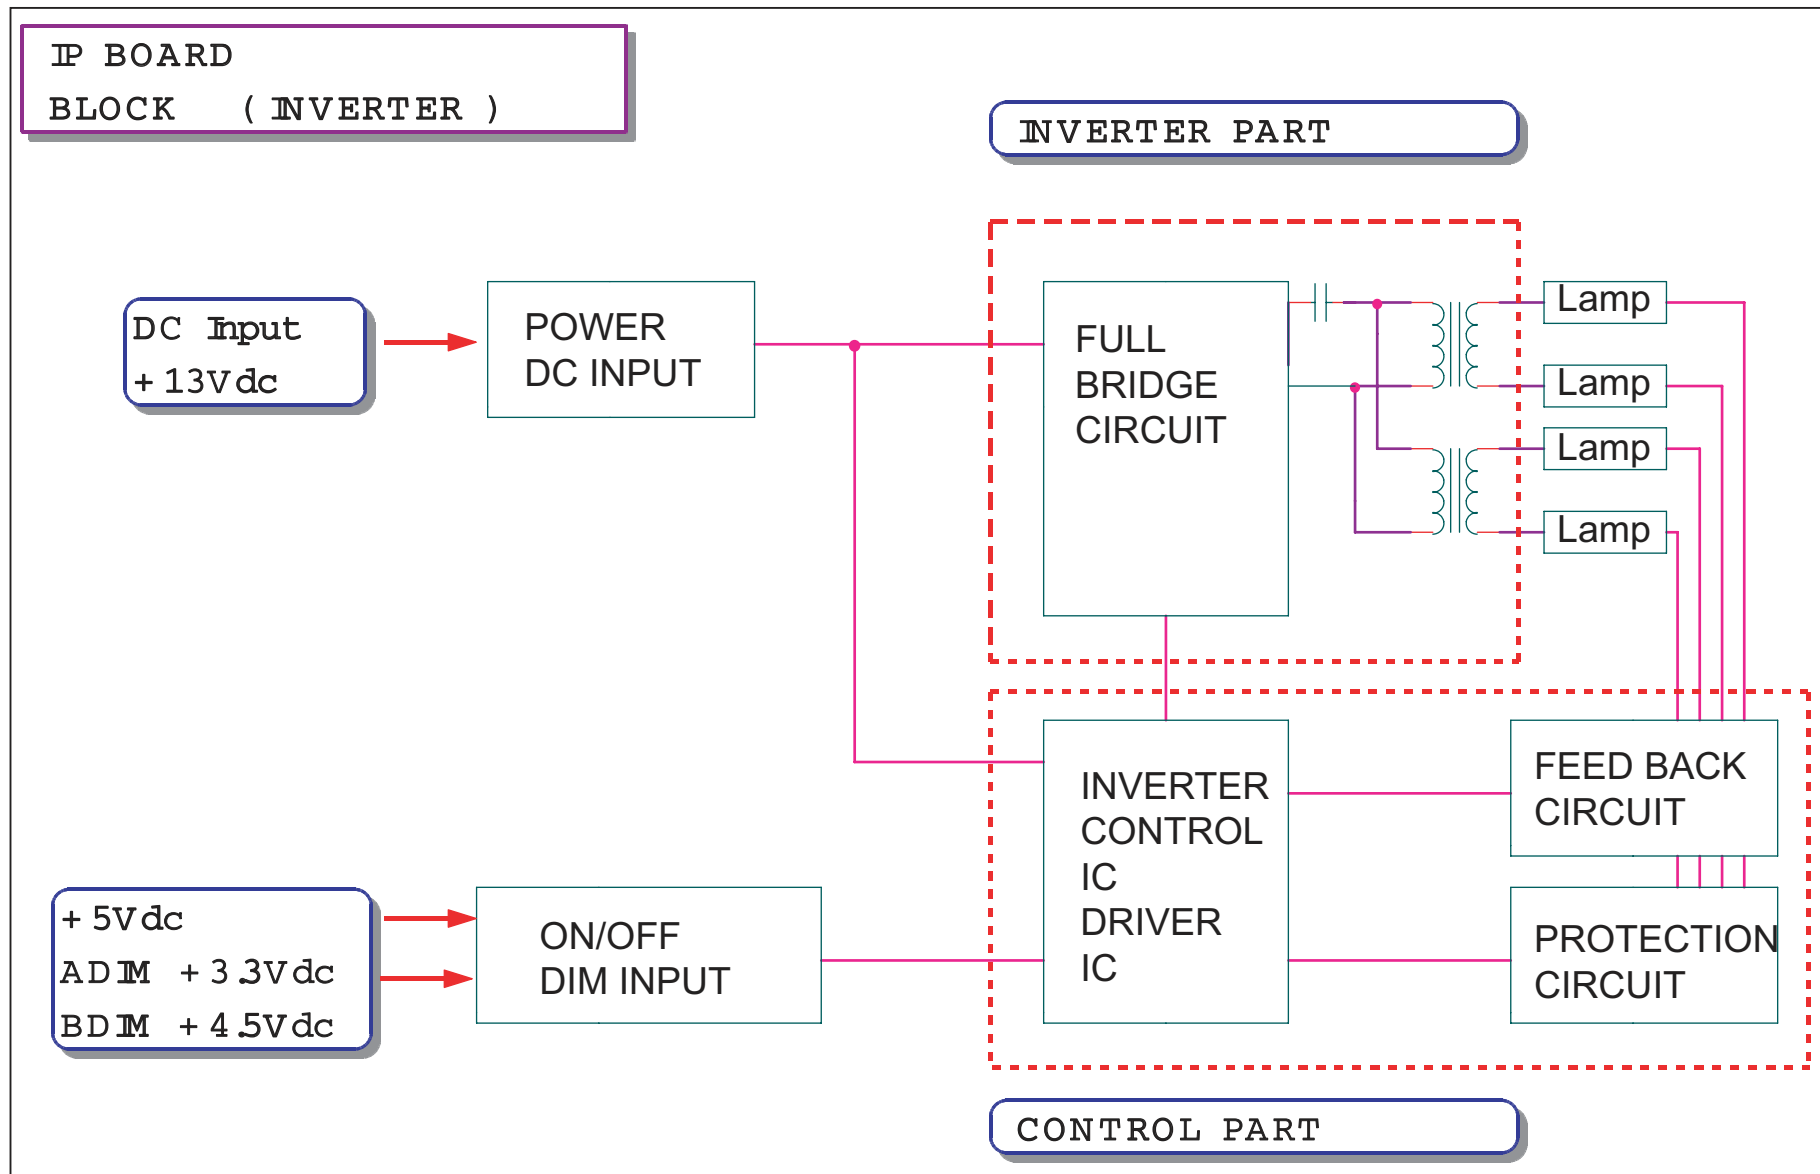 IP BOARD
BLOCK ( INVERTER )
INVERTER PART
DC Input
+13Vdc
POWER
DC INPUT
FULL
BRIDGE
CIRCUIT
Lamp
Lamp
Lamp
Lamp
+5Vdc
ADIM +3.3Vdc
BDIM +4.5Vdc
ON/OFF
DIM INPUT
INVERTER
CONTROL
IC
DRIVER
IC
FEED BACK
CIRCUIT
PROTECTION
CIRCUIT
CONTROL PART